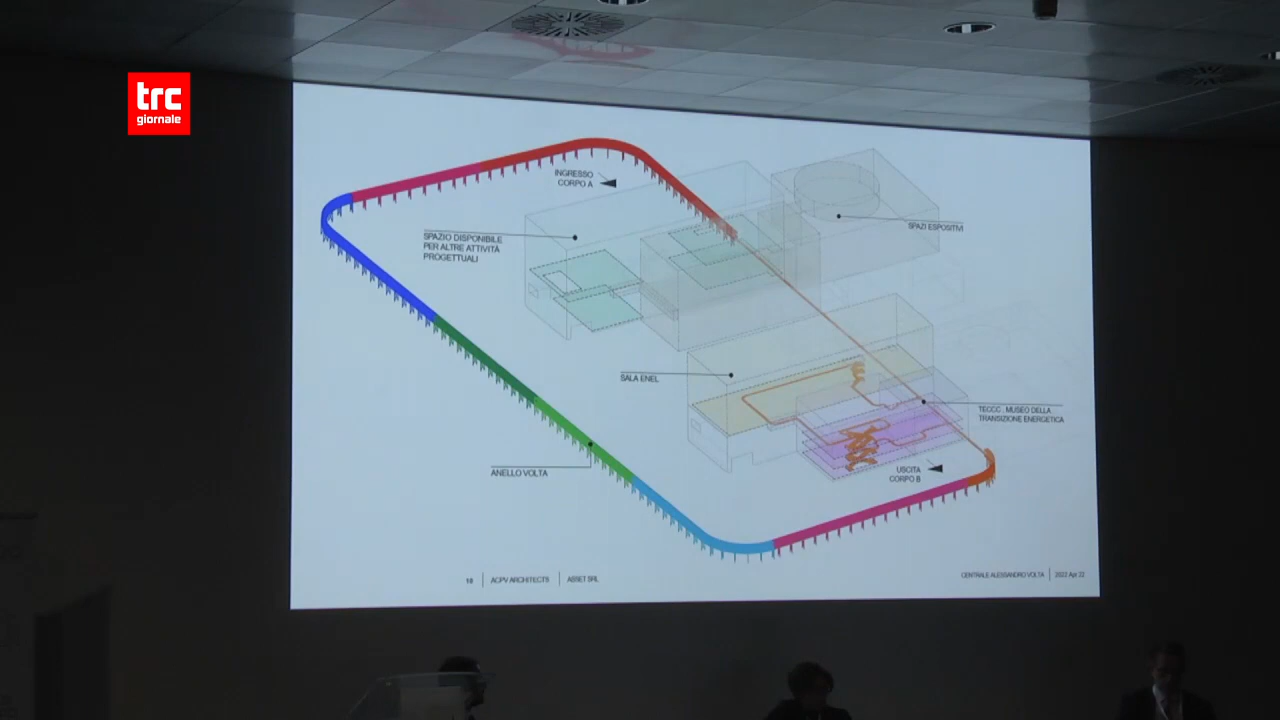 trc
giornale
INGRESSO
CORPO A
SPAZIO DISPONIBILE
PER ALTRE ATTIVITÀ
PROGETTUALI
SPAZI ESPOSITIVI
SALA ENEL
TECCC . MUSEO DELLA
TRANSIZIONE ENERGETICA
ANELLO VOLTA
USCITA
CORPO B
18 | ACPV ARCHITECTS | ASSET SRL
CENTRALE ALESSANDRO VOLTA | 2022 Apr 22